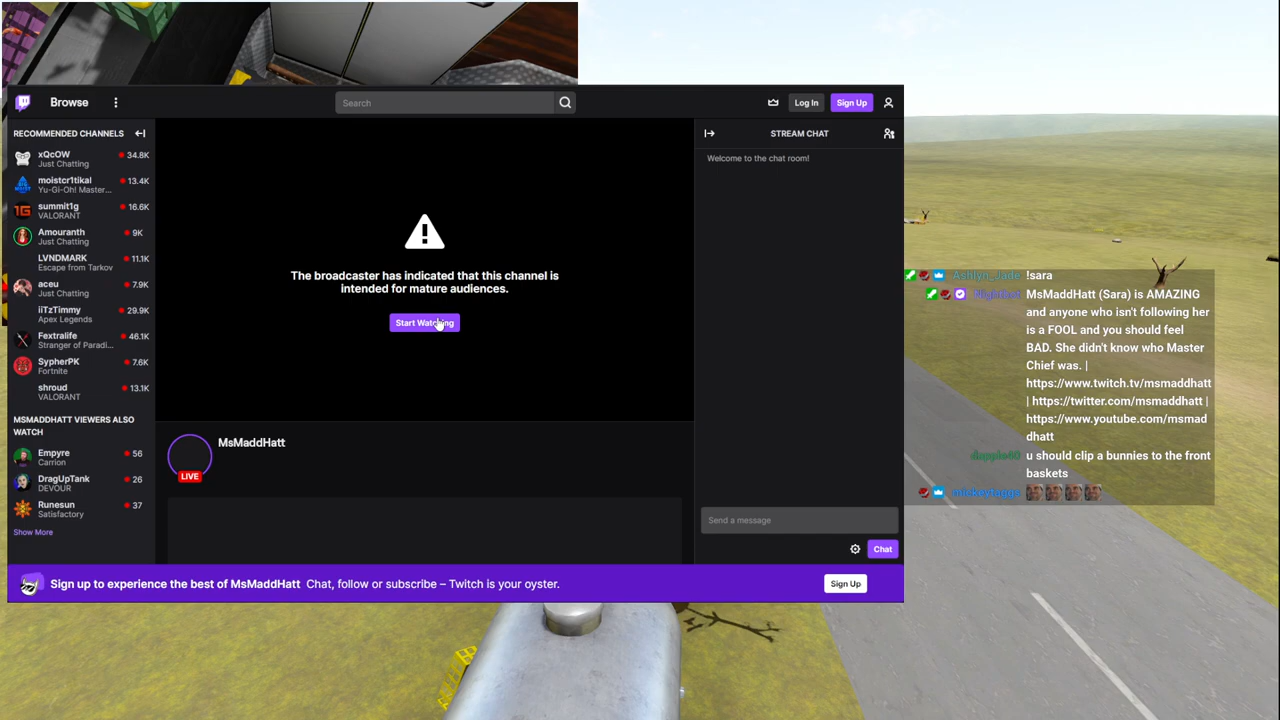 Browse
Search
Log In
Sign Up
RECOMMENDED CHANNELS
xQcOW
34.8K
Just Chatting
moistcr1tikal
13.4K
Yu-Gi-Oh! Master...
summit1g
16.6K
VALORANT
Amouranth
9K
Just Chatting
LVNDMARK
11.1K
Escape from Tarkov
aceu
7.9K
Just Chatting
iiTzTimmy
29.9K
Apex Legends
Fextralife
46.1K
Stranger of Paradi...
SypherPK
7.6K
Fortnite
shroud
13.1K
VALORANT
MSMADDHATT VIEWERS ALSO
WATCH
Empyre
56
Carrion
DragUpTank
26
DEVOUR
Runesun
37
Satisfactory
Show More
The broadcaster has indicated that this channel is
intended for mature audiences.
Start Watching
MsMaddHatt
LIVE
STREAM CHAT
Welcome to the chat room!
Send a message
Chat
Sign up to experience the best of MsMaddHatt Chat, follow or subscribe – Twitch is your oyster.
Sign Up
Ashlyn_Jade !sara
MsMaddHatt (Sara) is AMAZING
and anyone who isn't following her
is a FOOL and you should feel
BAD. She didn't know who Master
Chief was. |
https://www.twitch.tv/msmaddhatt
| https://twitter.com/msmaddhatt |
https://www.youtube.com/msmad
dhatt
dapple40 u should clip a bunnies to the front
baskets